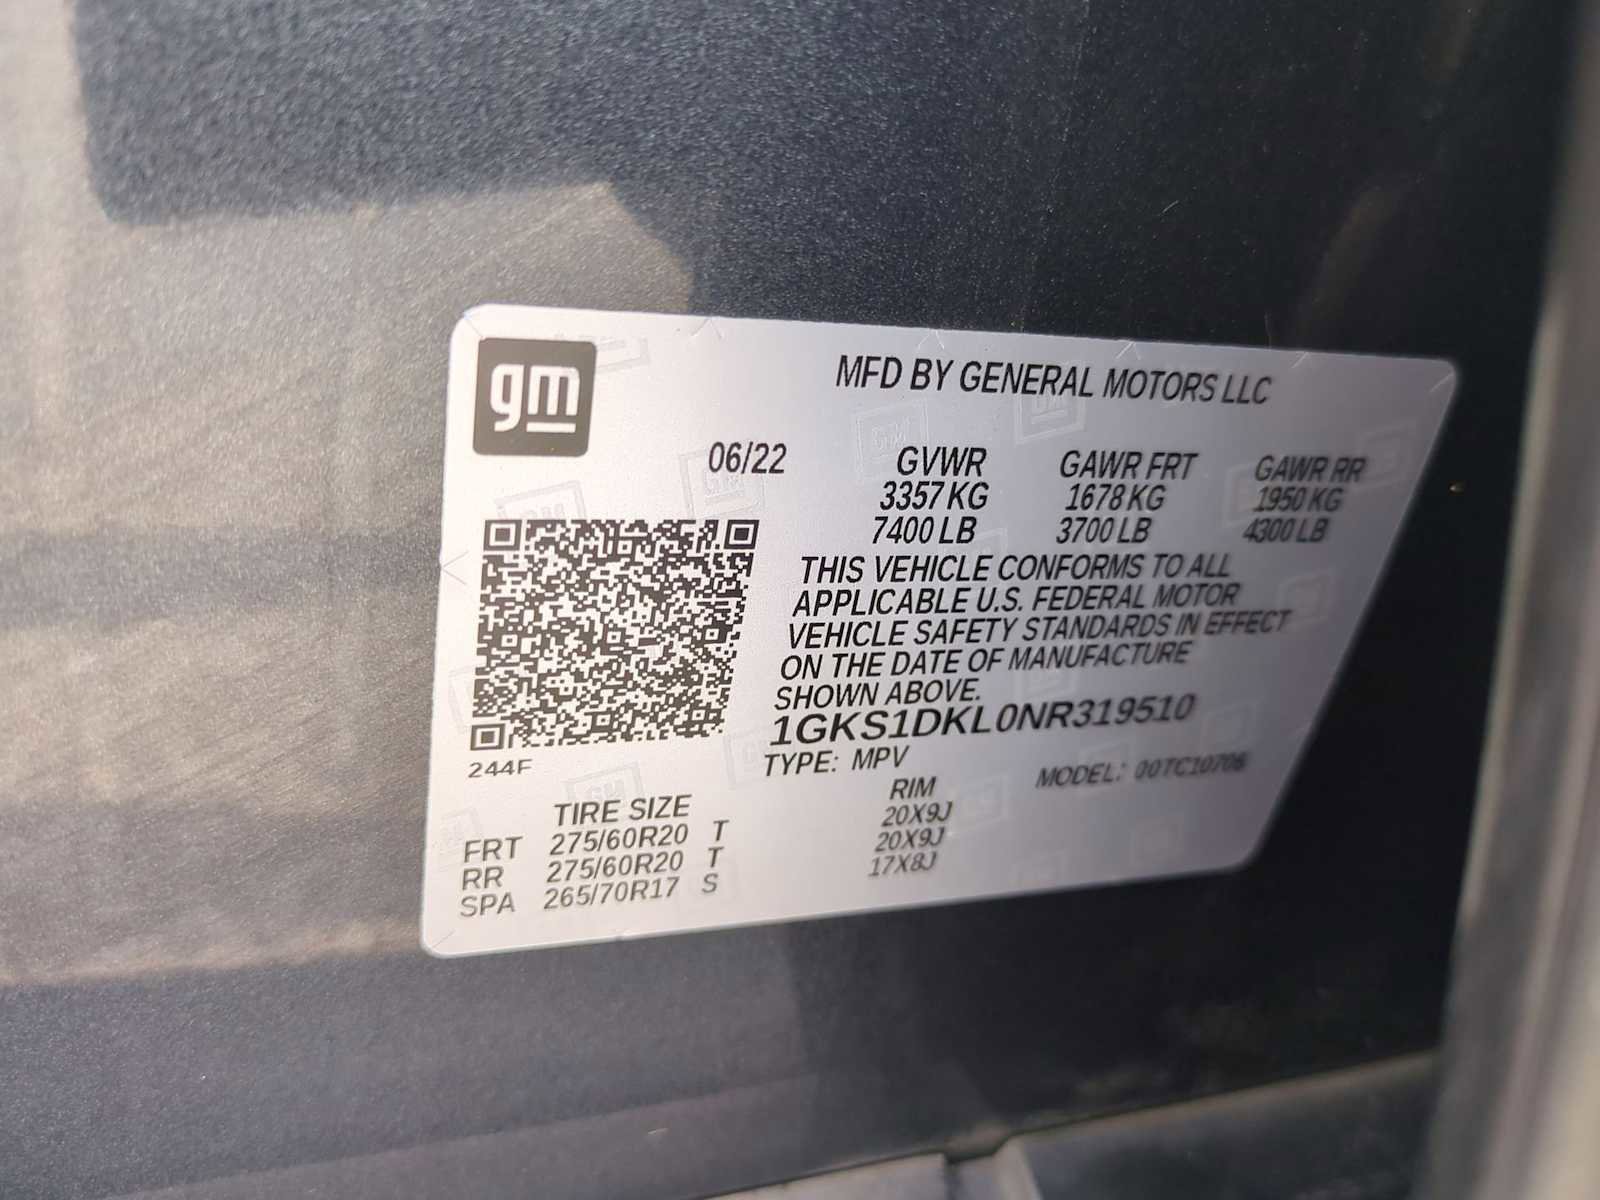 gm
MFD BY GENERAL MOTORS LLC
06/22 GVWR GAWR FRT GAWR RR
3357 KG 1678 KG 1950 KG
7400 LB 3700 LB 4300 LB
THIS VEHICLE CONFORMS TO ALL
APPLICABLE U.S. FEDERAL MOTOR
VEHICLE SAFETY STANDARDS IN EFFECT
ON THE DATE OF MANUFACTURE
SHOWN ABOVE.
1GKS1DKL0NR319510
TYPE: MPV MODEL: 00TC10706
244F
TIRE SIZE RIM
FRT 275/60R20 T 20X9J
RR 275/60R20 T 20X9J
SPA 265/70R17 S 17X8J